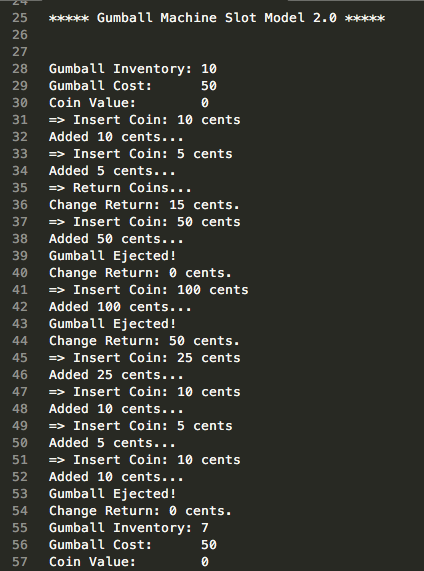 24
25 ***** Gumball Machine Slot Model 2.0 *****
26
27
28 Gumball Inventory: 10
29 Gumball Cost: 50
30 Coin Value: 0
31 => Insert Coin: 10 cents
32 Added 10 cents...
33 => Insert Coin: 5 cents
34 Added 5 cents...
35 => Return Coins...
36 Change Return: 15 cents.
37 => Insert Coin: 50 cents
38 Added 50 cents...
39 Gumball Ejected!
40 Change Return: 0 cents.
41 => Insert Coin: 100 cents
42 Added 100 cents...
43 Gumball Ejected!
44 Change Return: 50 cents.
45 => Insert Coin: 25 cents
46 Added 25 cents...
47 => Insert Coin: 10 cents
48 Added 10 cents...
49 => Insert Coin: 5 cents
50 Added 5 cents...
51 => Insert Coin: 10 cents
52 Added 10 cents...
53 Gumball Ejected!
54 Change Return: 0 cents.
55 Gumball Inventory: 7
56 Gumball Cost: 50
57 Coin Value: 0